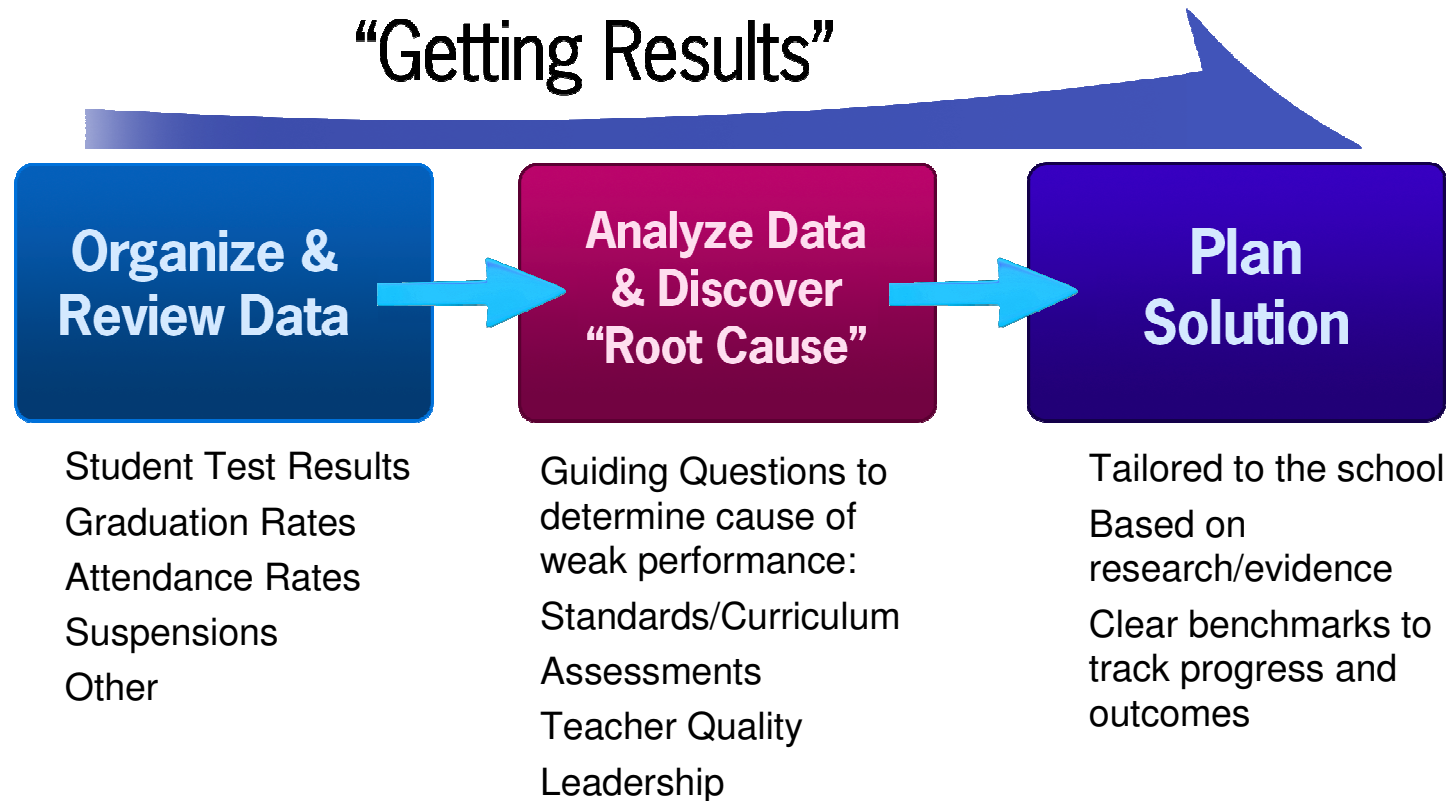 “Getting Results”
Organize &
Review Data
Analyze Data
& Discover
“Root Cause”
Plan
Solution
Student Test Results
Graduation Rates
Attendance Rates
Suspensions
Other
Guiding Questions to
determine cause of
weak performance:
Standards/Curriculum
Assessments
Teacher Quality
Leadership
Tailored to the school
Based on
research/evidence
Clear benchmarks to
track progress and
outcomes